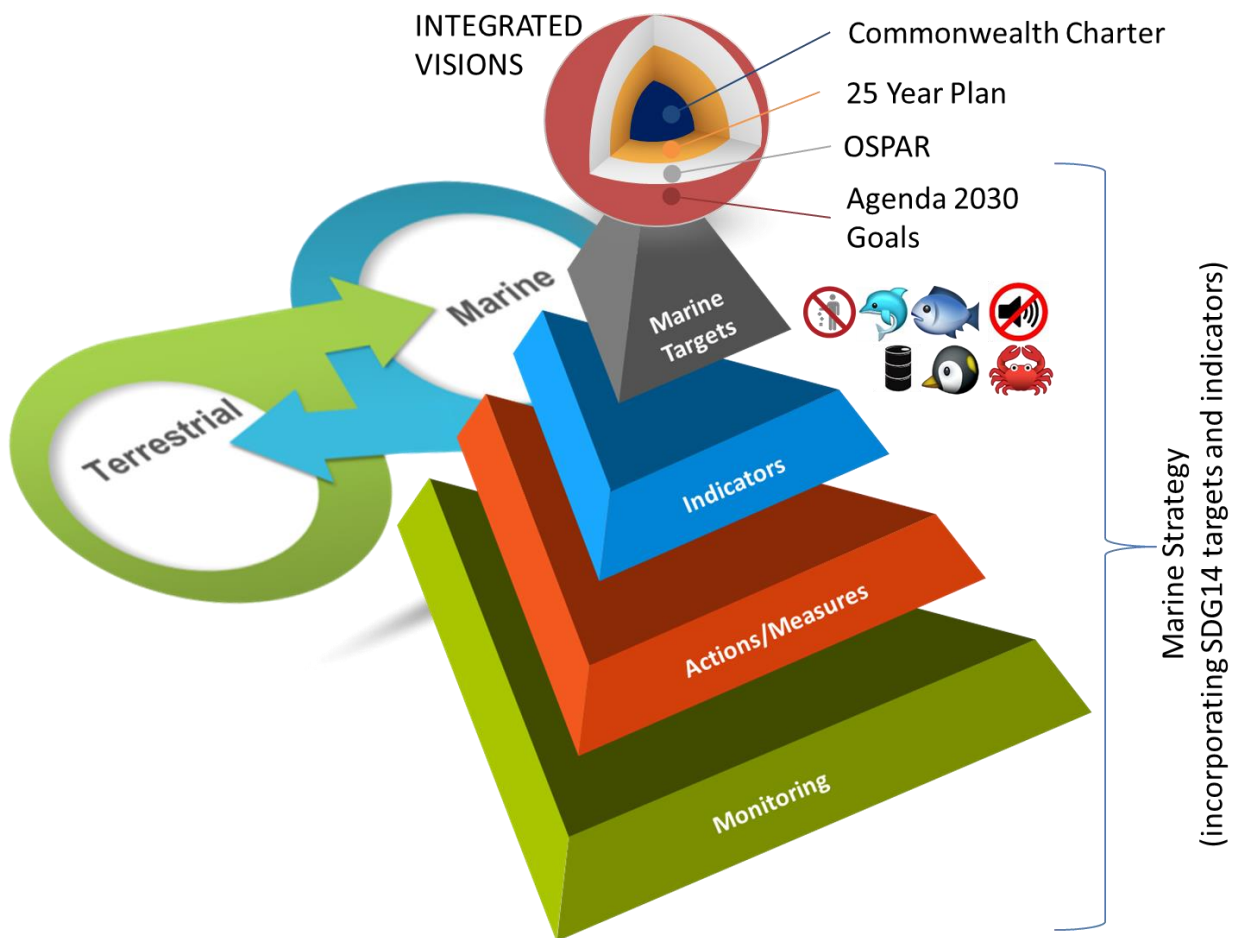 INTEGRATED
VISIONS
Commonwealth Charter
25 Year Plan
OSPAR
Agenda 2030
Goals
Marine
Terrestrial
Marine
Targets
Indicators
Actions/Measures
Monitoring
Marine Strategy
(incorporating SDG14 targets and indicators)